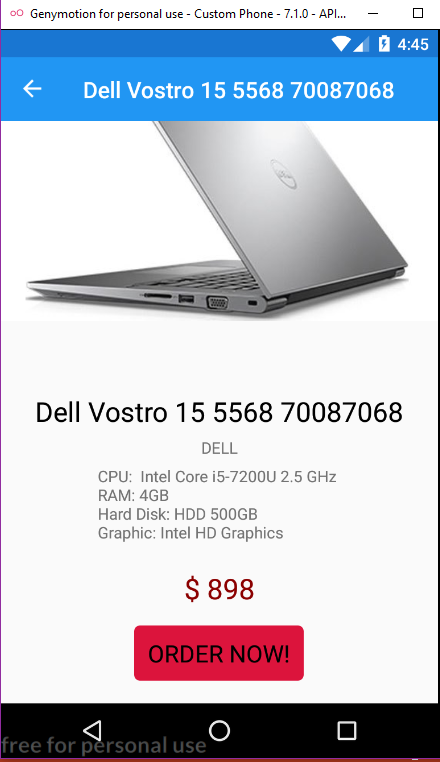 Genymotion for personal use - Custom Phone - 7.1.0 - API...
4:45
Dell Vostro 15 5568 70087068
DELL
Dell Vostro 15 5568 70087068
DELL
CPU:  Intel Core i5-7200U 2.5 GHz
RAM: 4GB
Hard Disk: HDD 500GB
Graphic: Intel HD Graphics
$ 898
ORDER NOW!
free for personal use